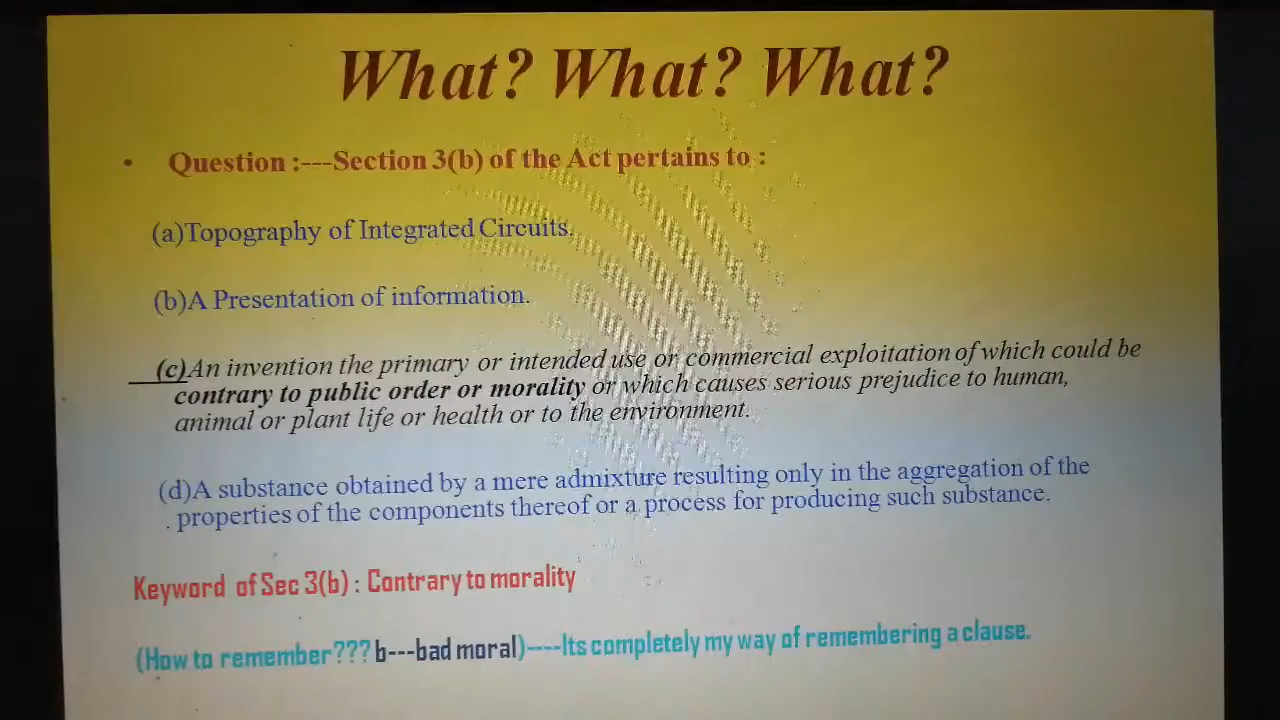 What? What? What?
• Question :---Section 3(b) of the Act pertains to :
(a)Topography of Integrated Circuits.
(b)A Presentation of information.
(c)An invention the primary or intended use or commercial exploitation of which could be
contrary to public order or morality or which causes serious prejudice to human,
animal or plant life or health or to the environment.
(d)A substance obtained by a mere admixture resulting only in the aggregation of the
. properties of the components thereof or a process for producing such substance.
Keyword of Sec 3(b) : Contrary to morality
(How to remember??? b---bad moral)----Its completely my way of remembering a clause.